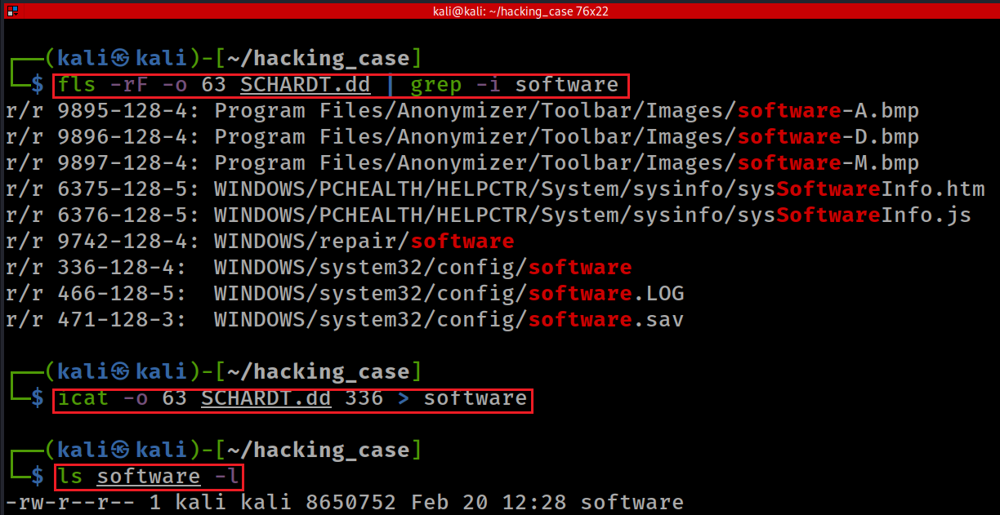 kali@kali: ~/hacking_case 76x22
┌──(kali㉿kali)-[~/hacking_case]
└─$ fls -rF -o 63 SCHARDT.dd | grep -i software
r/r 9895-128-4: Program Files/Anonymizer/Toolbar/Images/software-A.bmp
r/r 9896-128-4: Program Files/Anonymizer/Toolbar/Images/software-D.bmp
r/r 9897-128-4: Program Files/Anonymizer/Toolbar/Images/software-M.bmp
r/r 6375-128-5: WINDOWS/PCHEALTH/HELPCTR/System/sysinfo/sysSoftwareInfo.htm
r/r 6376-128-5: WINDOWS/PCHEALTH/HELPCTR/System/sysinfo/sysSoftwareInfo.js
r/r 9742-128-4: WINDOWS/repair/software
r/r 336-128-4:  WINDOWS/system32/config/software
r/r 466-128-5:  WINDOWS/system32/config/software.LOG
r/r 471-128-3:  WINDOWS/system32/config/software.sav
┌──(kali㉿kali)-[~/hacking_case]
└─$ icat -o 63 SCHARDT.dd 336 > software
┌──(kali㉿kali)-[~/hacking_case]
└─$ ls software -l
-rw-r--r-- 1 kali kali 8650752 Feb 20 12:28 software